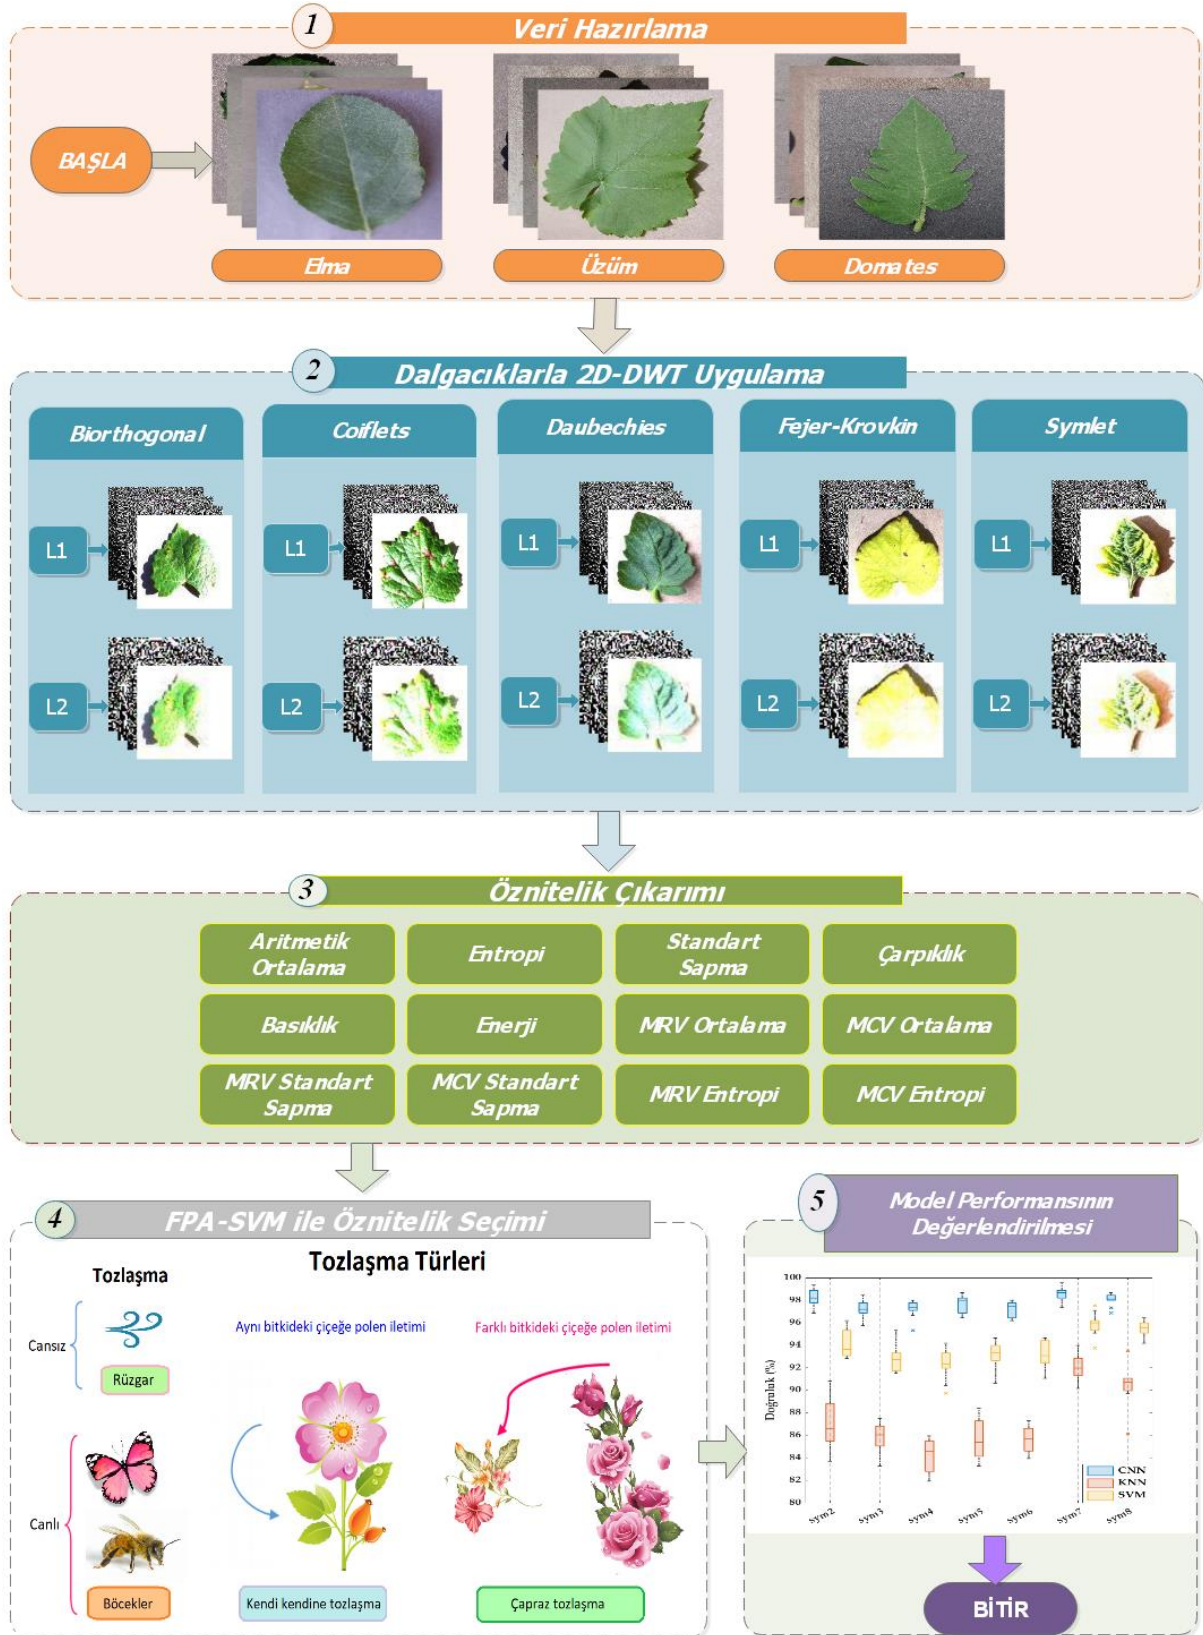 1
Veri Hazırlama
BAŞLA
Elma
Üzüm
Domates
2
Dalgacıklarla 2D-DWT Uygulama
Biorthogonal
Coiflets
Daubechies
Fejer-Krovkin
Symlet
L1
L1
L1
L1
L1
L2
L2
L2
L2
L2
3
Öznitelik Çıkarımı
Aritmetik
Ortalama
Entropi
Standart
Sapma
Çarpıklık
Basıklık
Enerji
MRV Ortalama
MCV Ortalama
MRV Standart
Sapma
MCV Standart
Sapma
MRV Entropi
MCV Entropi
4
FPA-SVM ile Öznitelik Seçimi
Tozlaşma Türleri
Tozlaşma
Cansız
Rüzgar
Canlı
Böcekler
Aynı bitkideki çiçeğe polen iletimi
Kendi kendine tozlaşma
Farklı bitkideki çiçeğe polen iletimi
Çapraz tozlaşma
5
Model Performansının
Değerlendirilmesi
Doğruluk (%)
100
98
96
94
92
90
88
86
84
82
80
CNN
KNN
SVM
sym2
sym3
sym4
sym5
sym6
sym7
sym8
BİTİR